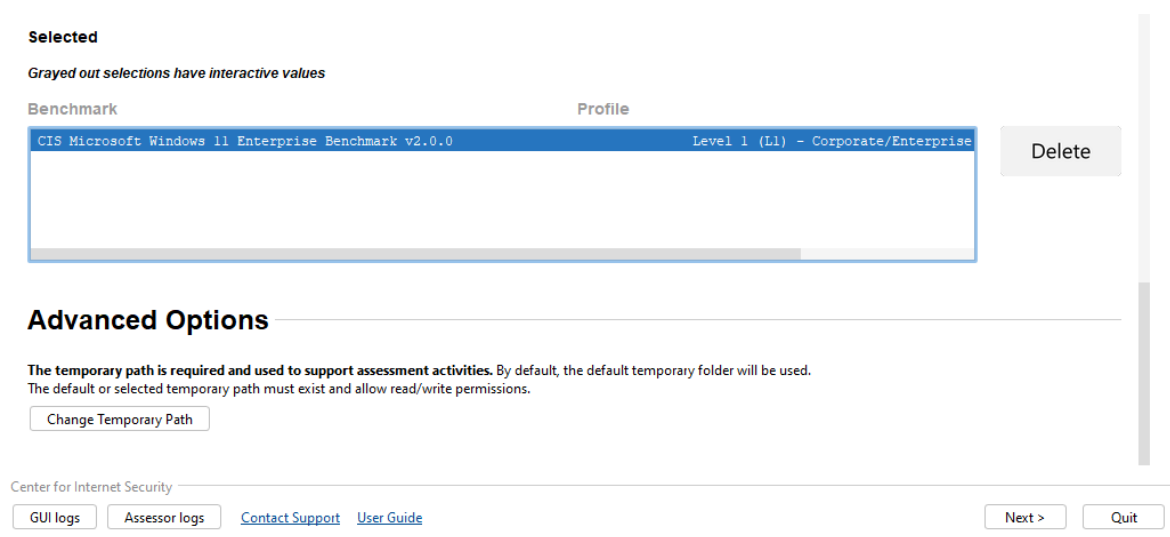 Selected
Grayed out selections have interactive values
Benchmark Profile
CIS Microsoft Windows 11 Enterprise Benchmark v2.0.0 Level 1 (L1) - Corporate/Enterprise
Delete
Advanced Options
The temporary path is required and used to support assessment activities. By default, the default temporary folder will be used.
The default or selected temporary path must exist and allow read/write permissions.
Change Temporary Path
Center for Internet Security
GUI logs Assessor logs Contact Support User Guide Next > Quit